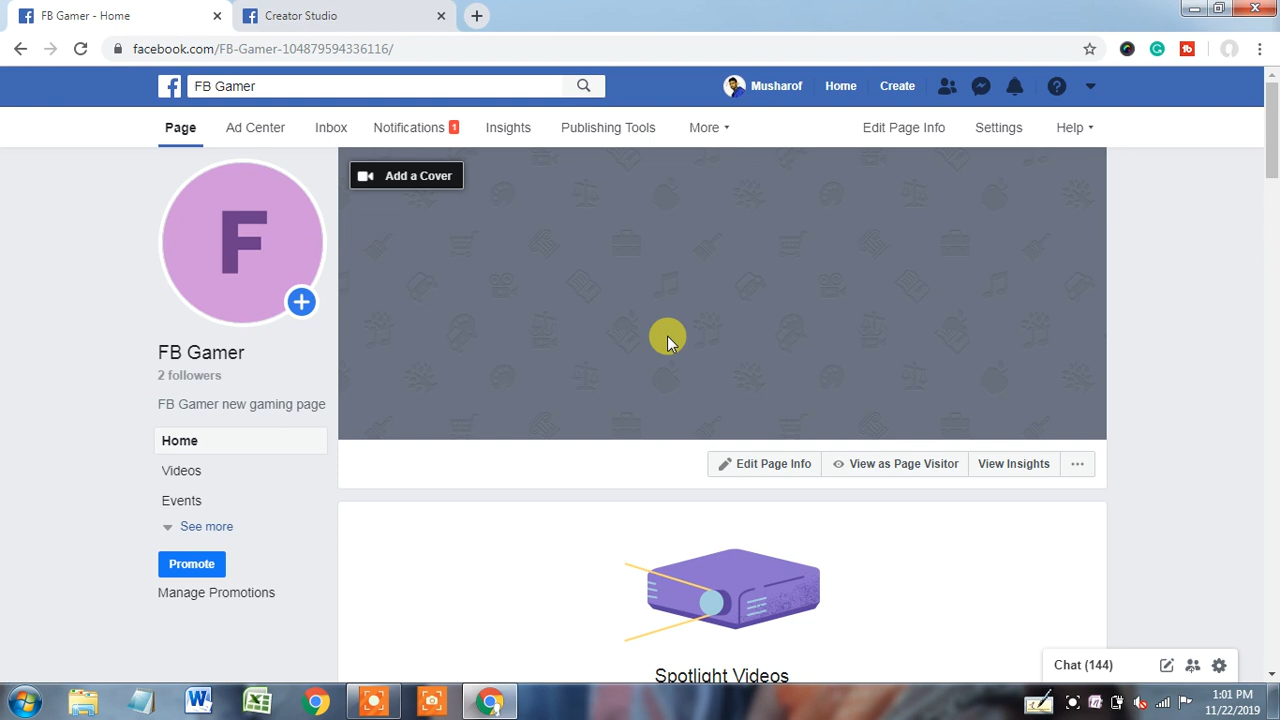 FB Gamer - Home
Creator Studio
facebook.com/FB-Gamer-104879594336116/
FB Gamer
Musharof
Home
Create
Page
Ad Center
Inbox
Notifications 1
Insights
Publishing Tools
More
Edit Page Info
Settings
Help
Add a Cover
F
FB Gamer
2 followers
FB Gamer new gaming page
Home
Videos
Events
See more
Promote
Manage Promotions
Edit Page Info
View as Page Visitor
View Insights
Spotlight Videos
Chat (144)
1:01 PM
11/22/2019